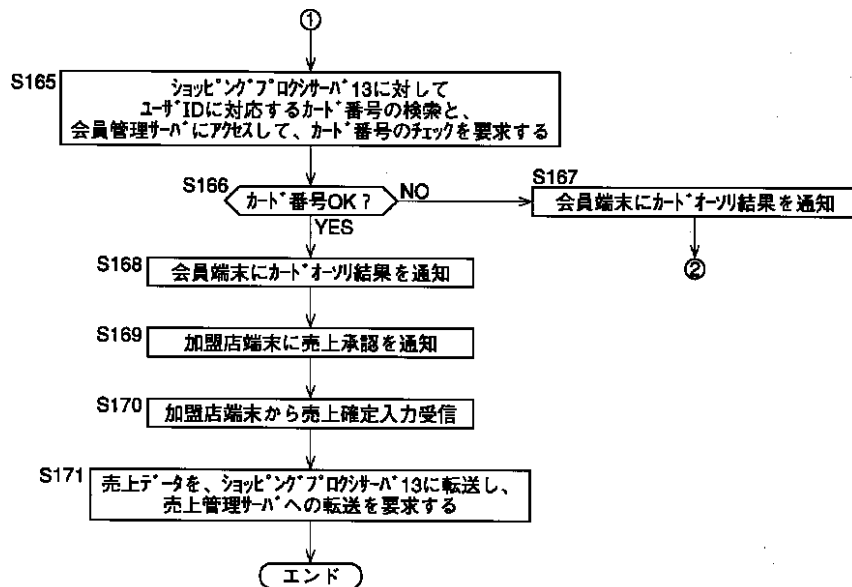 ①
S165
ショッピングプロクシサーバ13に対して
ユーザIDに対応するカード番号の検索と、
会員管理サーバにアクセスして、カード番号のチェックを要求する
S166
カード番号OK?
NO
YES
S167
会員端末にカードオーソリ結果を通知
②
S168
会員端末にカードオーソリ結果を通知
S169
加盟店端末に売上承認を通知
S170
加盟店端末から売上確定入力受信
S171
売上データを、ショッピングプロクシサーバ13に転送し、
売上管理サーバへの転送を要求する
エンド